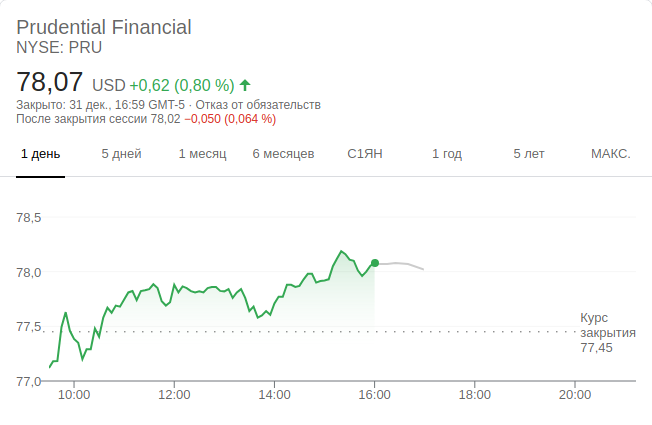 Prudential Financial
NYSE: PRU
78,07 USD +0,62 (0,80 %)
Закрыто: 31 дек., 16:59 GMT-5 · Отказ от обязательств
После закрытия сессии 78,02 −0,050 (0,064 %)
1 день 5 дней 1 месяц 6 месяцев С1ЯН 1 год 5 лет МАКС.
78,5
78,0
77,5
77,0
Курс
закрытия
77,45
10:00 12:00 14:00 16:00 18:00 20:00